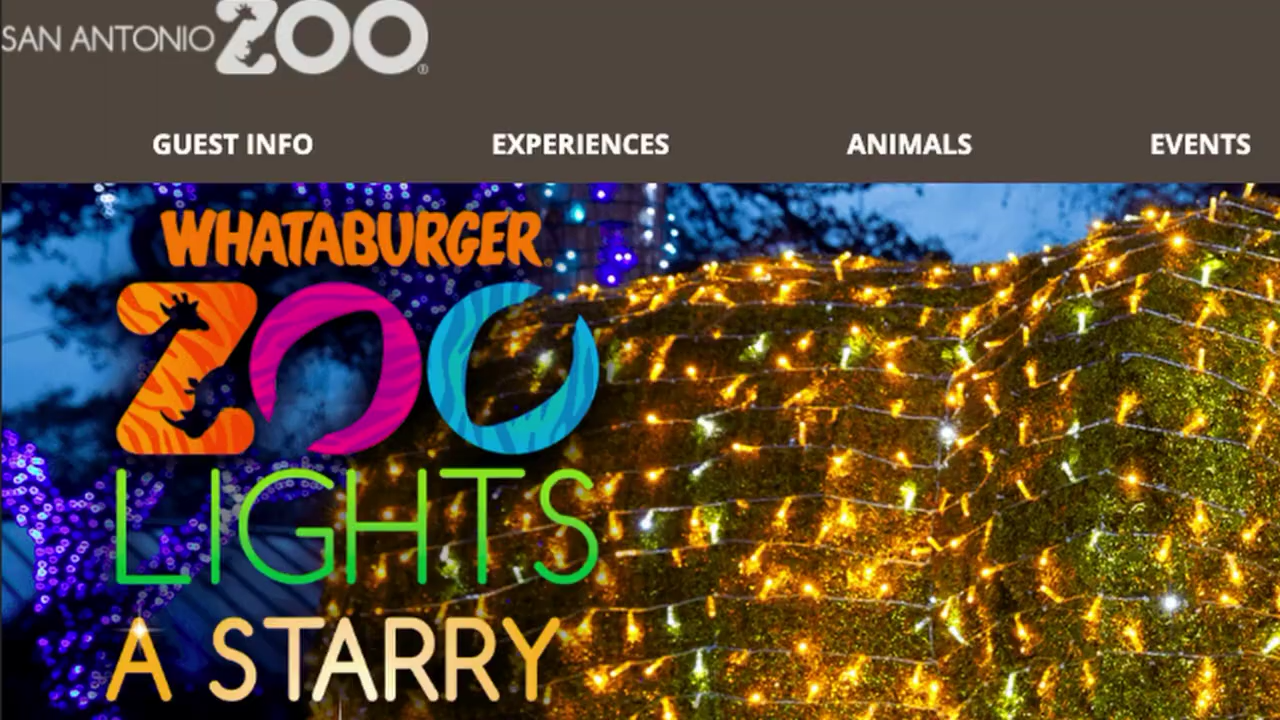 SAN ANTONIO ZOO®
GUEST INFO EXPERIENCES ANIMALS EVENTS
WHATABURGER
ZOO
LIGHTS
A STARRY